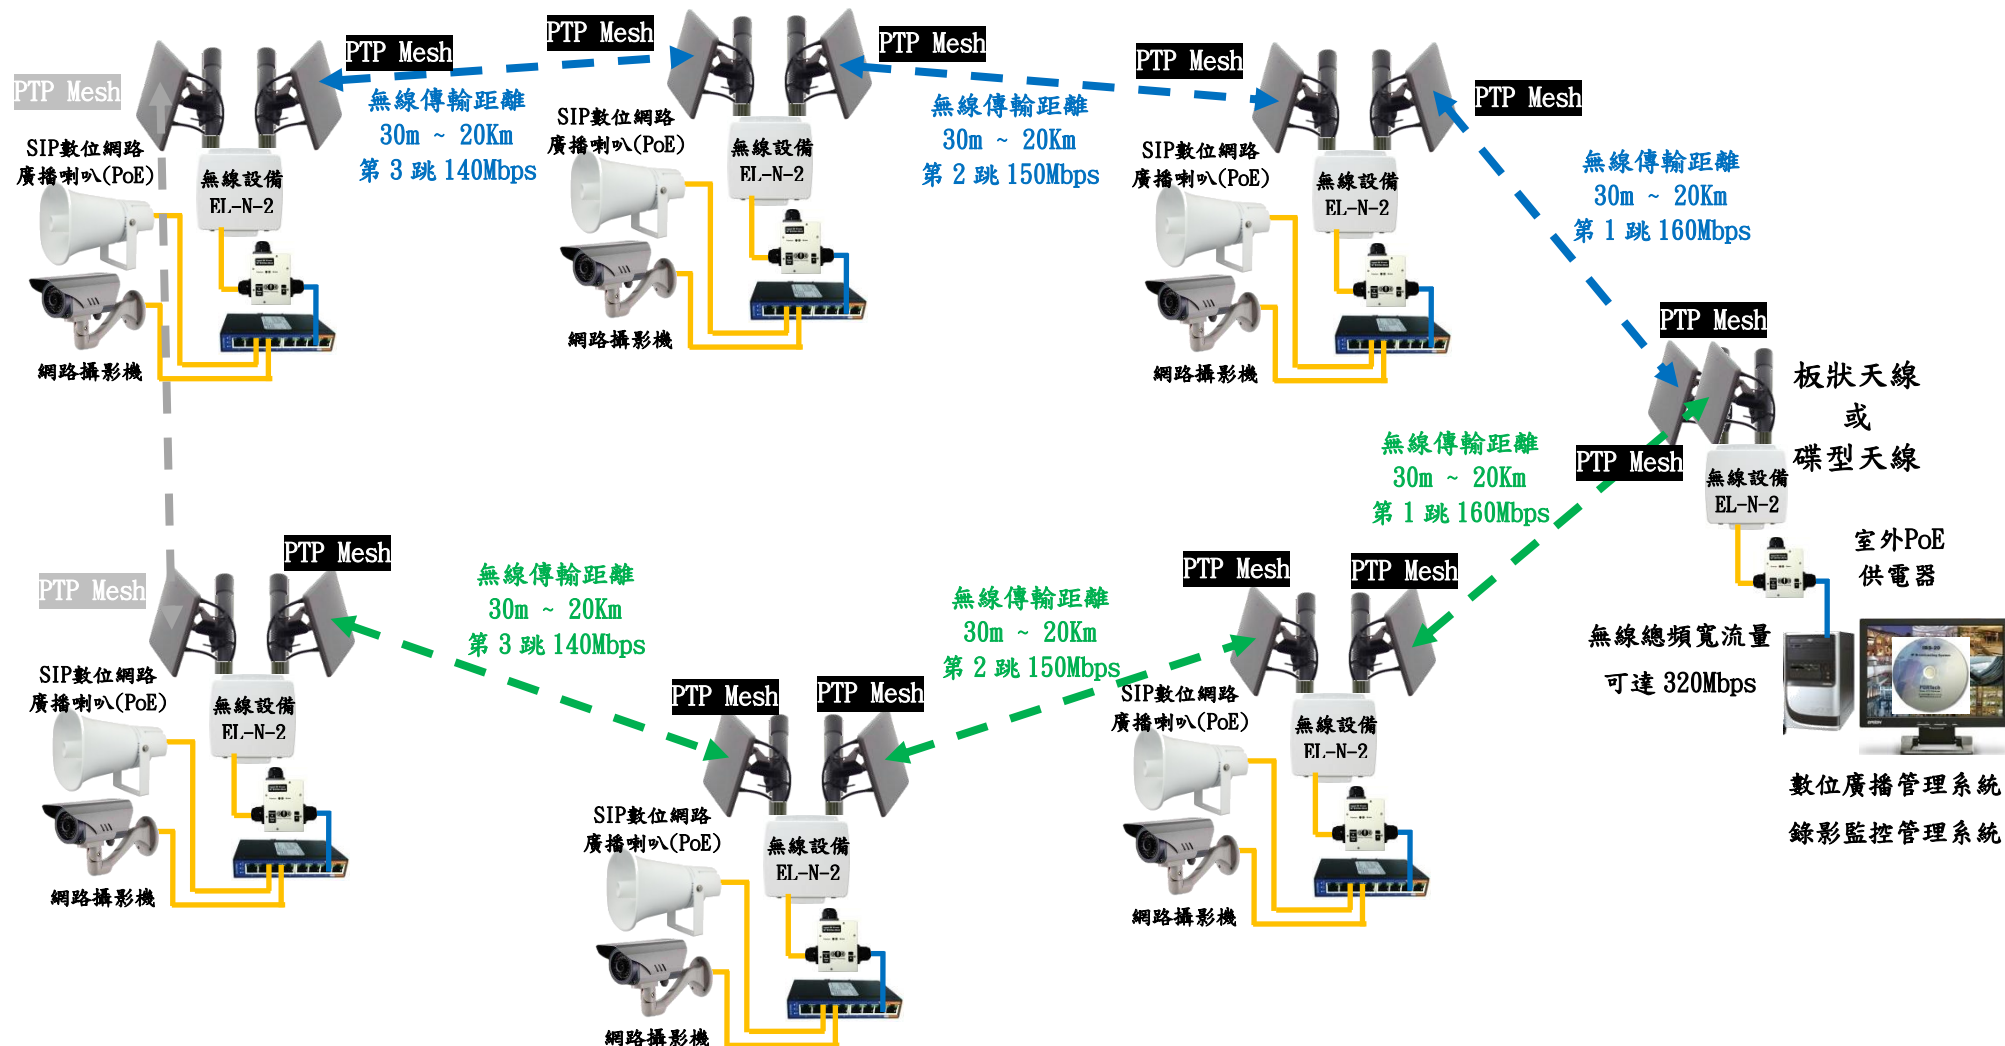 PTP Mesh
PTP Mesh
SIP數位網路
廣播喇叭(PoE)
無線設備
EL-N-2
網路攝影機
無線傳輸距離
30m ~ 20Km
第 3 跳 140Mbps
PTP Mesh
PTP Mesh
SIP數位網路
廣播喇叭(PoE)
無線設備
EL-N-2
網路攝影機
無線傳輸距離
30m ~ 20Km
第 2 跳 150Mbps
PTP Mesh
PTP Mesh
SIP數位網路
廣播喇叭(PoE)
無線設備
EL-N-2
網路攝影機
無線傳輸距離
30m ~ 20Km
第 1 跳 160Mbps
PTP Mesh
PTP Mesh
板狀天線
或
碟型天線
無線設備
EL-N-2
室外PoE
供電器
無線總頻寬流量
可達 320Mbps
數位廣播管理系統
錄影監控管理系統
無線傳輸距離
30m ~ 20Km
第 1 跳 160Mbps
PTP Mesh
PTP Mesh
SIP數位網路
廣播喇叭(PoE)
無線設備
EL-N-2
網路攝影機
無線傳輸距離
30m ~ 20Km
第 2 跳 150Mbps
PTP Mesh
PTP Mesh
SIP數位網路
廣播喇叭(PoE)
無線設備
EL-N-2
網路攝影機
無線傳輸距離
30m ~ 20Km
第 3 跳 140Mbps
PTP Mesh
PTP Mesh
SIP數位網路
廣播喇叭(PoE)
無線設備
EL-N-2
網路攝影機